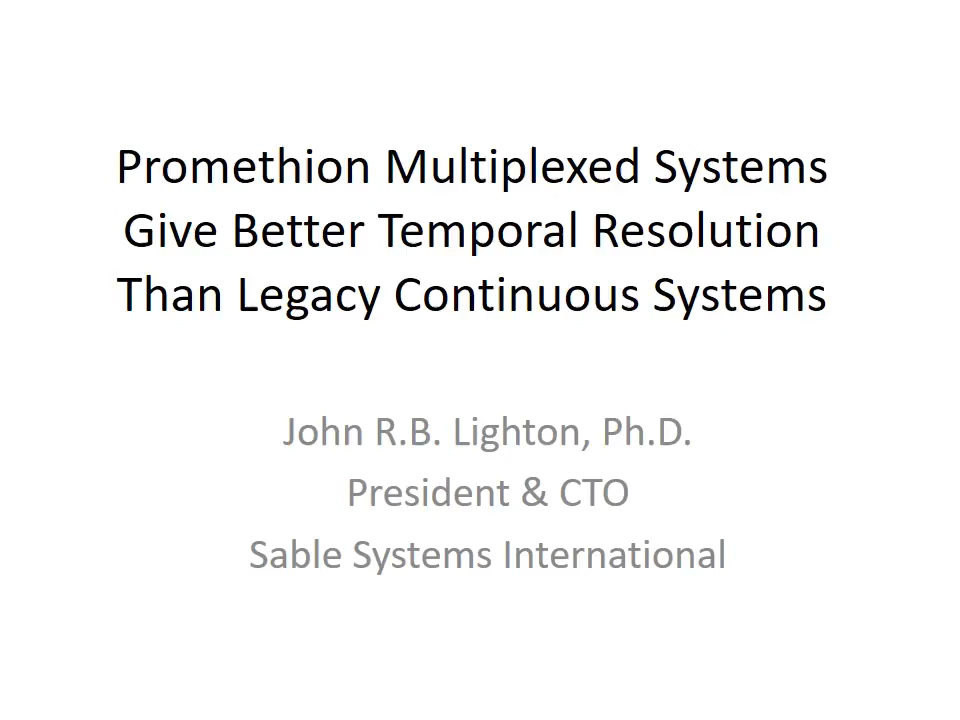 Promethion Multiplexed Systems
Give Better Temporal Resolution
Than Legacy Continuous Systems
John R.B. Lighton, Ph.D.
President & CTO
Sable Systems International